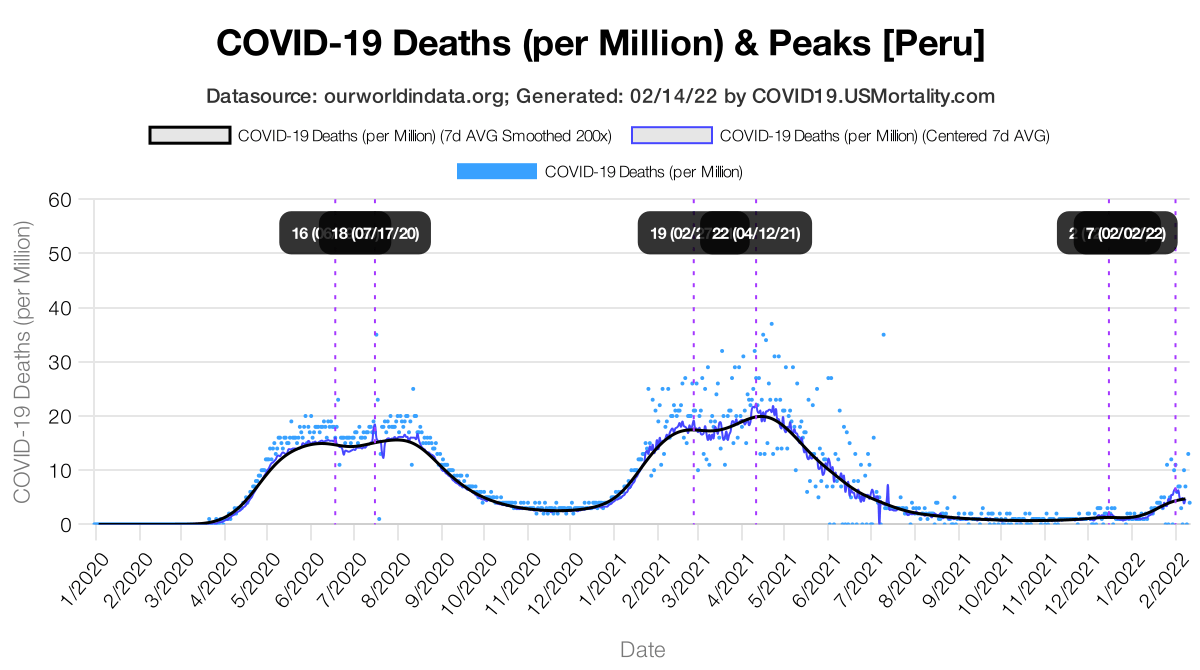 COVID-19 Deaths (per Million) & Peaks [Peru]
Datasource: ourworldindata.org; Generated: 02/14/22 by COVID19.USMortality.com
COVID-19 Deaths (per Million) (7d AVG Smoothed 200x) COVID-19 Deaths (per Million) (Centered 7d AVG)
COVID-19 Deaths (per Million)
COVID-19 Deaths (per Million)
60
50
40
30
20
10
0
16 18 (07/17/20) 19 22 (04/12/21) 2 7 (02/02/22)
1/2020 2/2020 3/2020 4/2020 5/2020 6/2020 7/2020 8/2020 9/2020 10/2020 11/2020 12/2020 1/2021 2/2021 3/2021 4/2021 5/2021 6/2021 7/2021 8/2021 9/2021 10/2021 11/2021 12/2021 1/2022 2/2022
Date